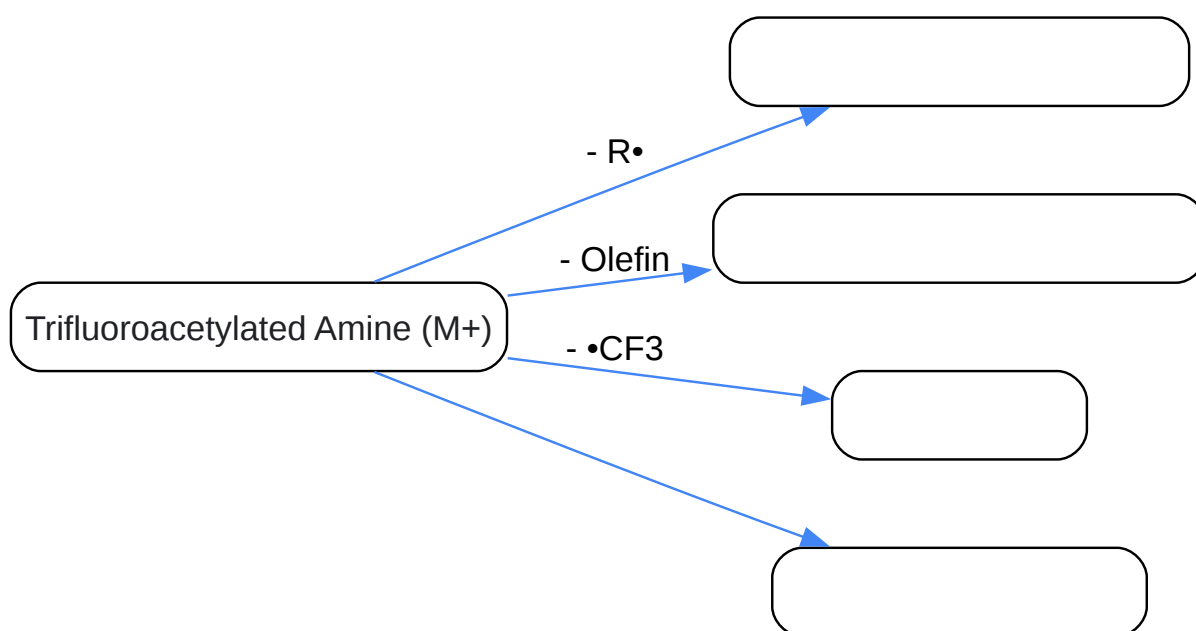 - R•
- Olefin
Trifluoroacetylated Amine (M+)
- •CF3